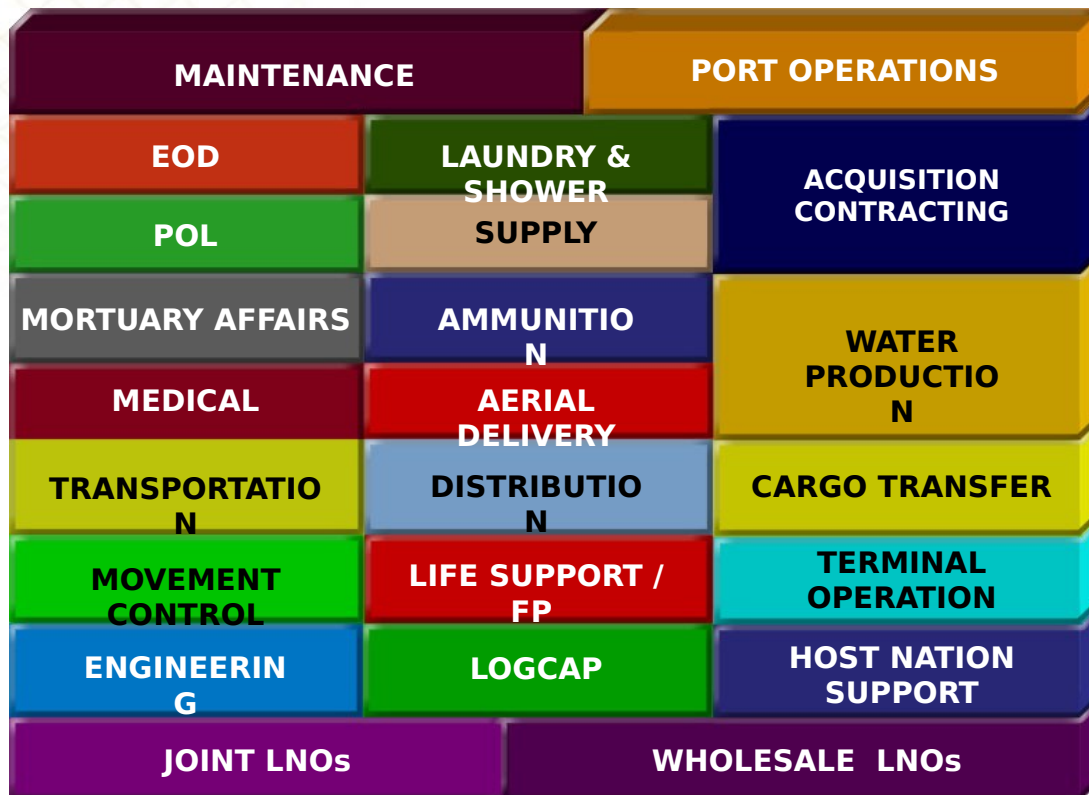 MAINTENANCE
PORT OPERATIONS
EOD
LAUNDRY &
SHOWER
ACQUISITION
CONTRACTING
POL
SUPPLY
MORTUARY AFFAIRS
AMMUNITIO
N
WATER
PRODUCTIO
N
MEDICAL
AERIAL
DELIVERY
TRANSPORTATIO
N
DISTRIBUTIO
N
CARGO TRANSFER
MOVEMENT
CONTROL
LIFE SUPPORT /
FP
TERMINAL
OPERATION
ENGINEERIN
G
LOGCAP
HOST NATION
SUPPORT
JOINT LNOs
WHOLESALE  LNOs